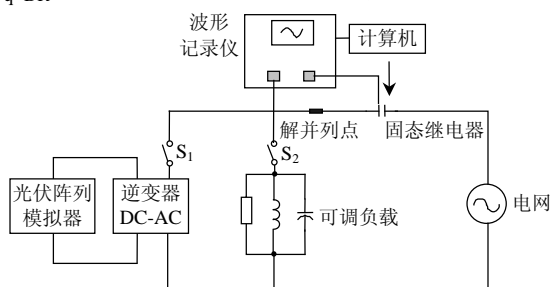 波形
记录仪
计算机
解并列点
固态继电器
S1
S2
光伏阵列
模拟器
逆变器
DC-AC
可调负载
电网